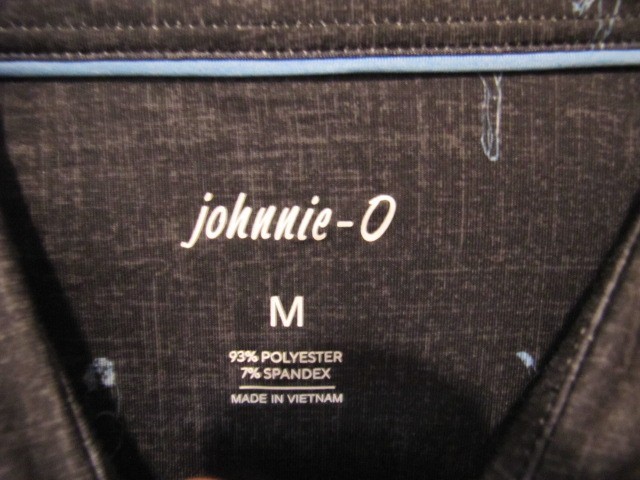 johnnie-O
M
93% POLYESTER
7% SPANDEX
MADE IN VIETNAM